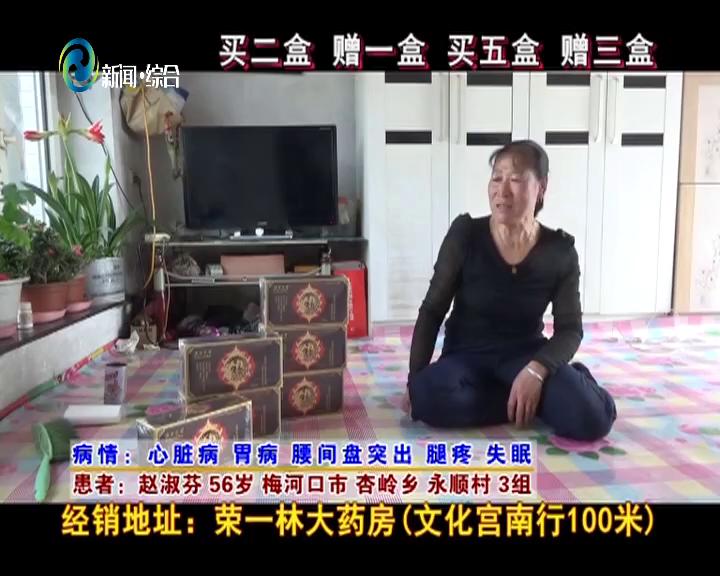 买二盒 赠一盒 买五盒 赠三盒
新闻·综合
病情：心脏病 胃病 腰间盘突出 腿疼 失眠
患者：赵淑芬 56岁 梅河口市 杏岭乡 永顺村 3组
经销地址：荣一林大药房(文化宫南行100米)